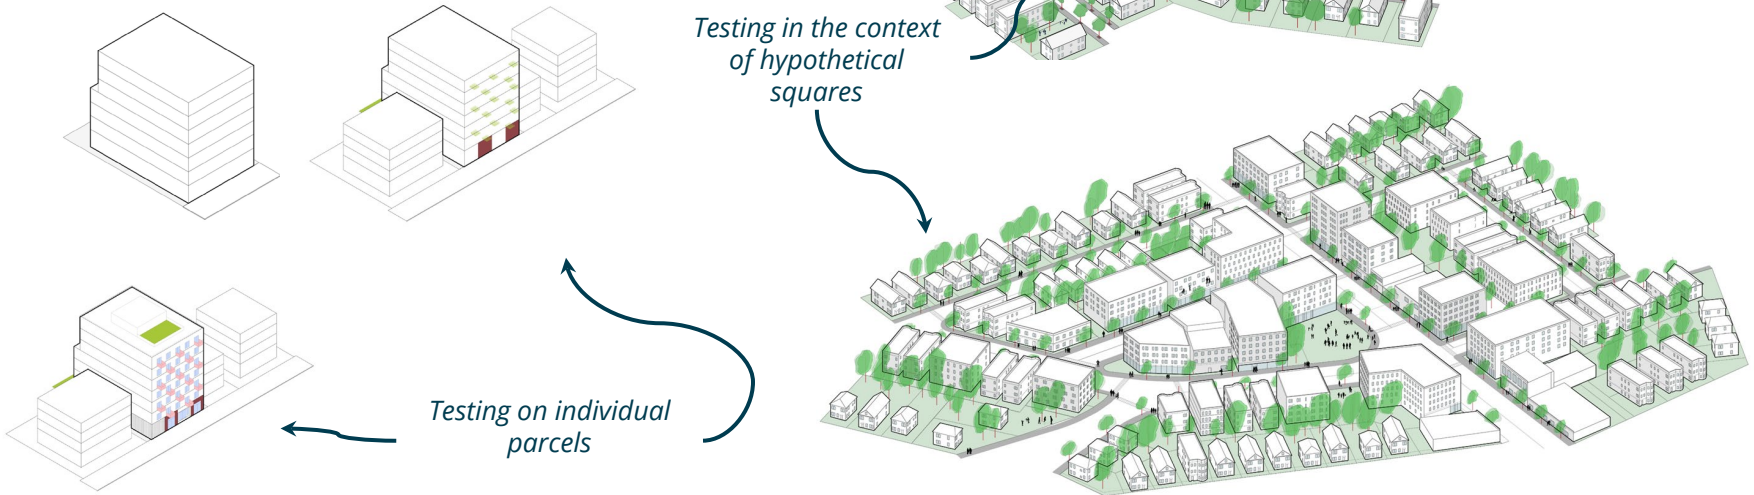 Testing in the context
of hypothetical
squares
Testing on individual
parcels